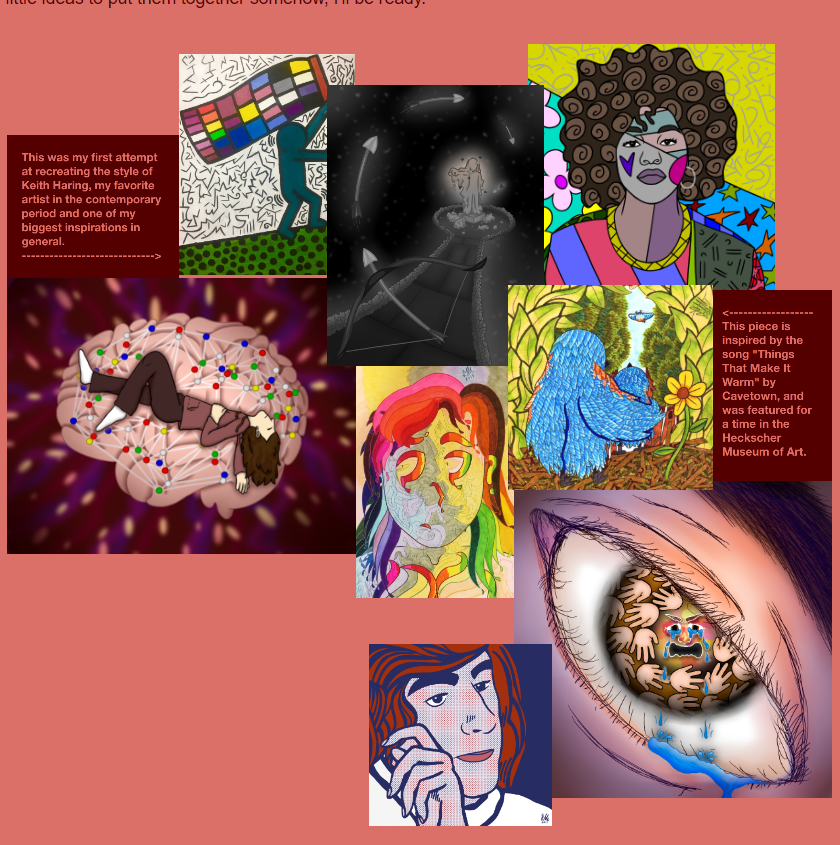 little ideas to put them together somehow, I'll be ready.
This was my first attempt
at recreating the style of
Keith Haring, my favorite
artist in the contemporary
period and one of my
biggest inspirations in
general.
----------------------------->
<------------------
This piece is
inspired by the
song "Things
That Make It
Warm" by
Cavetown, and
was featured for
a time in the
Heckscher
Museum of Art.